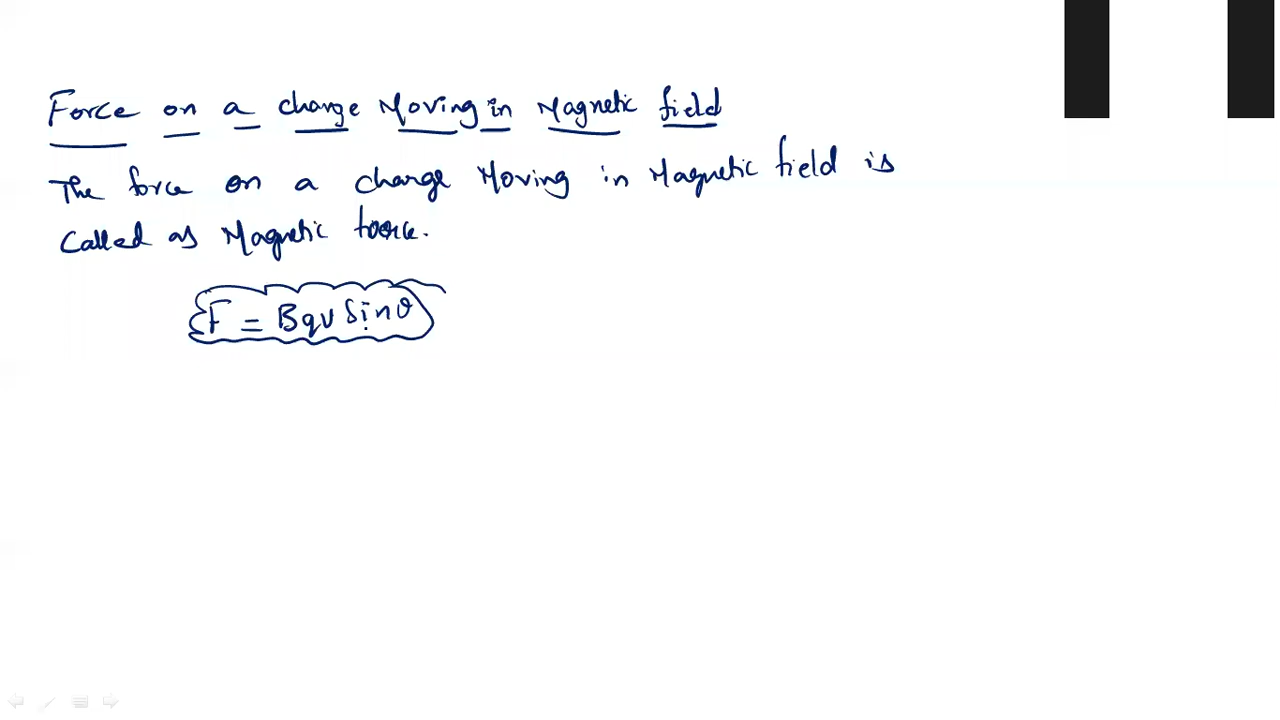 Force on a charge Moving in Magnetic field
The force on a charge Moving in Magnetic field is
Called as Magnetic force.
F = Bqv Sinθ